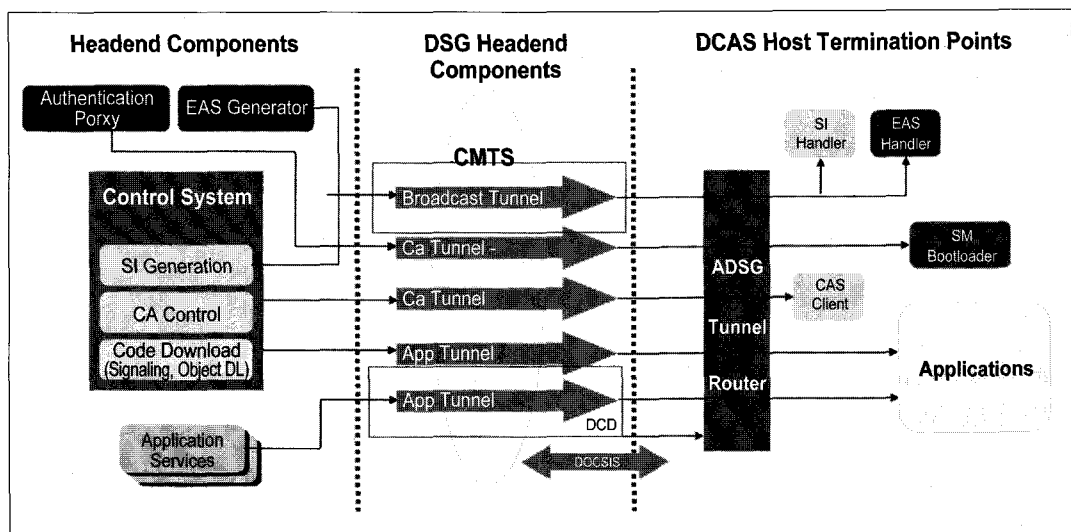 Headend Components
DSG Headend
Components
DCAS Host Termination Points
Authentication
Porxy
EAS Generator
SI
Handler
EAS
Handler
CMTS
Control System
Broadcast Tunnel
SI Generation
Ca Tunnel -
ADSG
SM
Bootloader
CA Control
Ca Tunnel
CAS
Client
Tunnel
Code Download
(Signaling, Object DL)
App Tunnel
Applications
Router
App Tunnel
DCD
Application
Services
DOCSIS